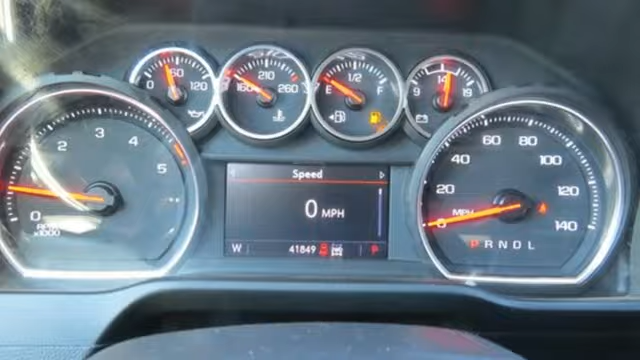 0 60 120
160 210 260
E 1/2 F
9 14 19
0 2 3 4 5
RPM
x1000
Speed
0 MPH
W 41849 P
0 20 40 60 80 100 120 140
MPH
P R N D L